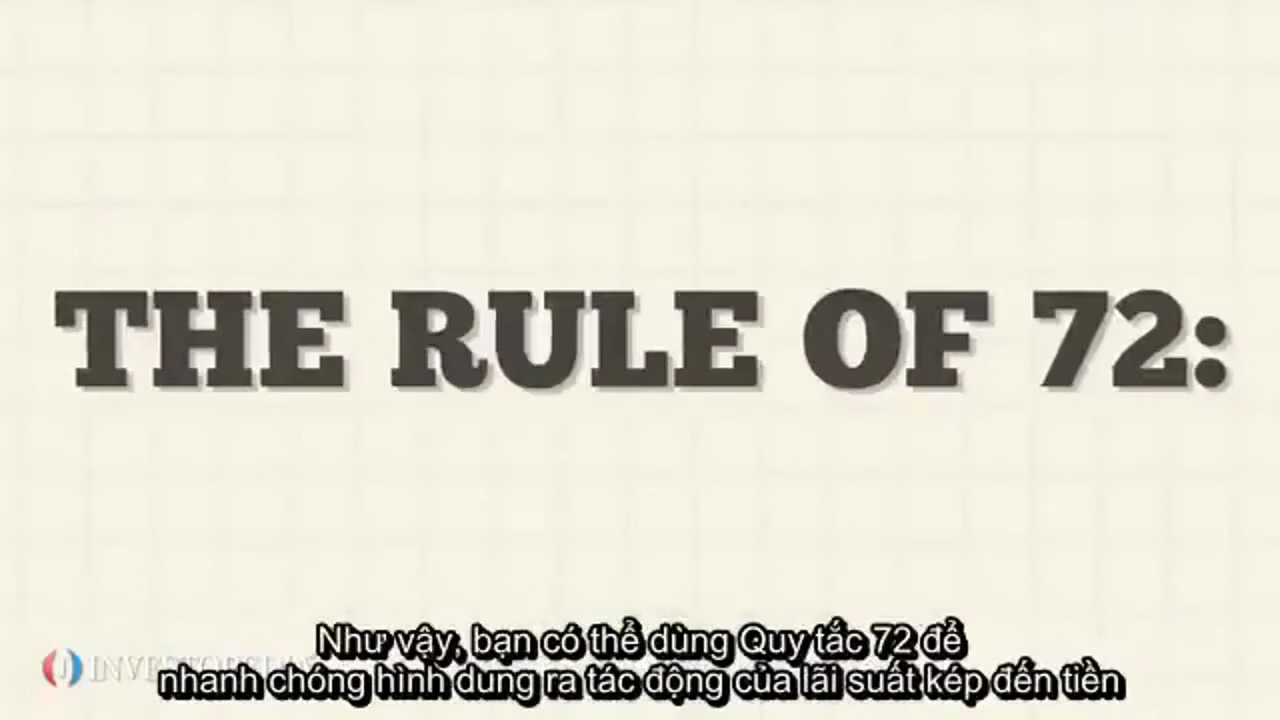 THE RULE OF 72:
Như vậy, bạn có thể dùng Quy tắc 72 để
nhanh chóng hình dung ra tác động của lãi suất kép đến tiền